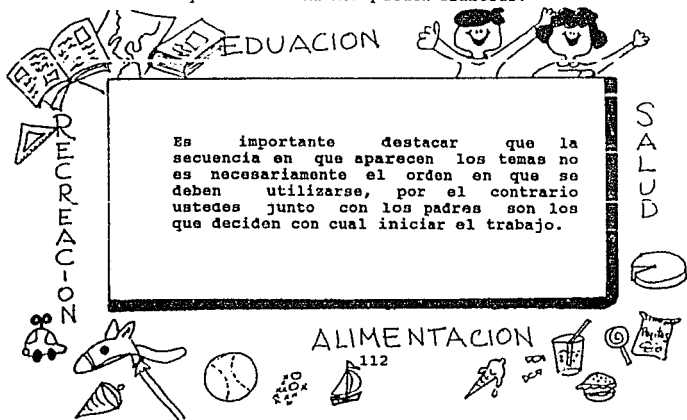 EDUACION
RECREACION
SALUD
Es importante destacar que la
secuencia en que aparecen los temas no
es necesariamente el orden en que se
deben utilizarse, por el contrario
ustedes junto con los padres son los
que deciden con cual iniciar el trabajo.
ALIMENTACION
112